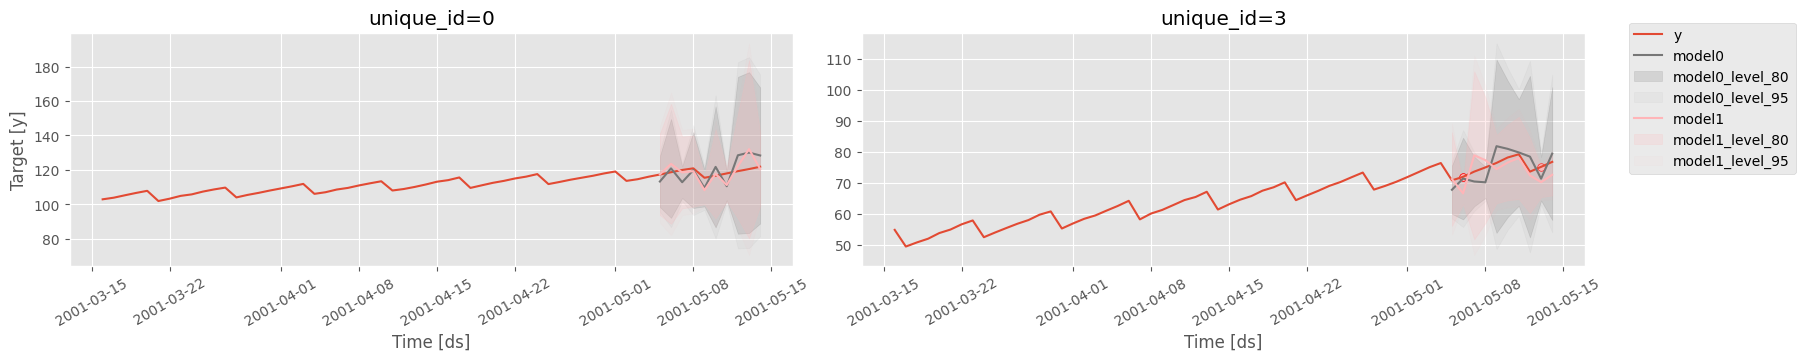 unique_id=0
Target [y]
180
160
140
120
100
80
2001-03-15
2001-03-22
2001-04-01
2001-04-08
2001-04-15
2001-04-22
2001-05-01
2001-05-08
2001-05-15
Time [ds]
unique_id=3
110
100
90
80
70
60
50
2001-03-15
2001-03-22
2001-04-01
2001-04-08
2001-04-15
2001-04-22
2001-05-01
2001-05-08
2001-05-15
Time [ds]
y
model0
model0_level_80
model0_level_95
model1
model1_level_80
model1_level_95